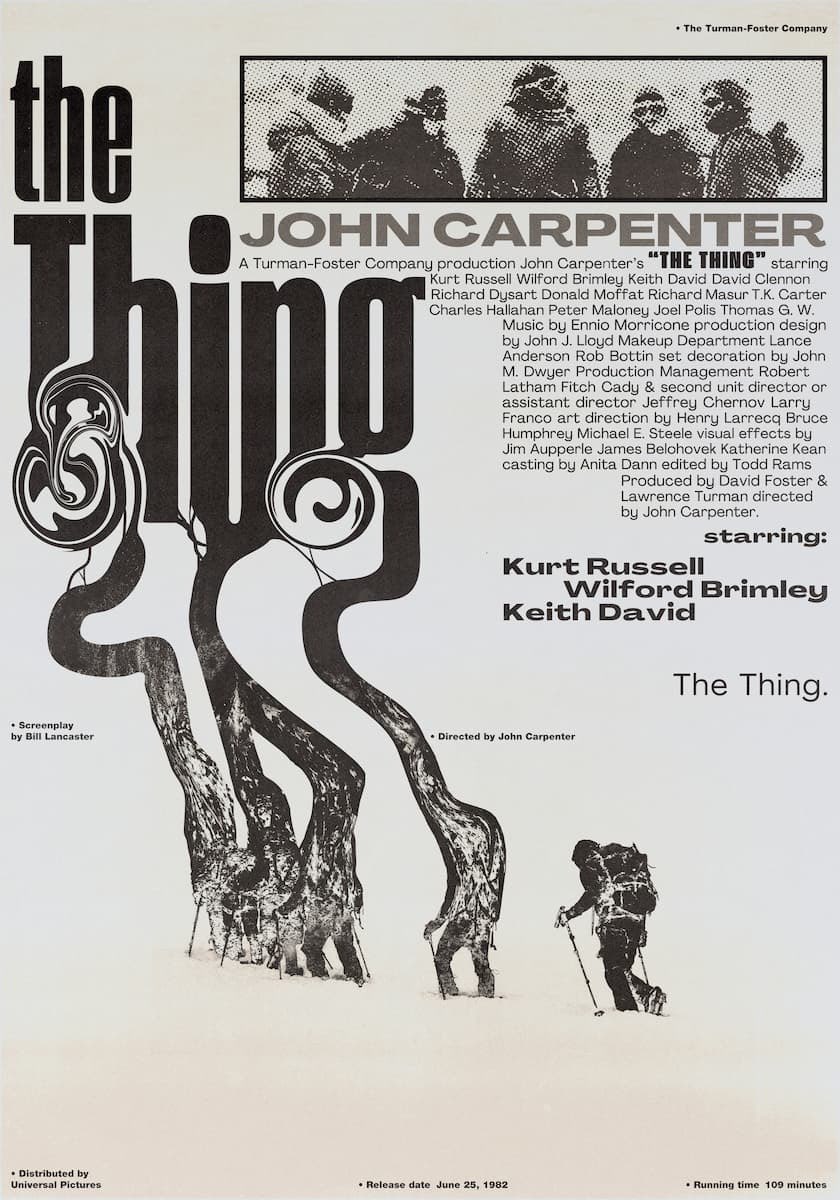 • The Turman-Foster Company
the
Thing
JOHN CARPENTER
A Turman-Foster Company production John Carpenter's "THE THING" starring
Kurt Russell Wilford Brimley Keith David David Clennon
Richard Dysart Donald Moffat Richard Masur T.K. Carter
Charles Hallahan Peter Maloney Joel Polis Thomas G. W.
Music by Ennio Morricone production design
by John J. Lloyd Makeup Department Lance
Anderson Rob Bottin set decoration by John
M. Dwyer Production Management Robert
Latham Fitch Cady & second unit director or
assistant director Jeffrey Chernov Larry
Franco art direction by Henry Larrecq Bruce
Humphrey Michael E. Steele visual effects by
Jim Aupperle James Belohovek Katherine Kean
casting by Anita Dann edited by Todd Rams
Produced by David Foster &
Lawrence Turman directed
by John Carpenter.
starring:
Kurt Russell
Wilford Brimley
Keith David
The Thing.
• Screenplay
by Bill Lancaster
• Directed by John Carpenter
• Distributed by
Universal Pictures
• Release date June 25, 1982
• Running time 109 minutes